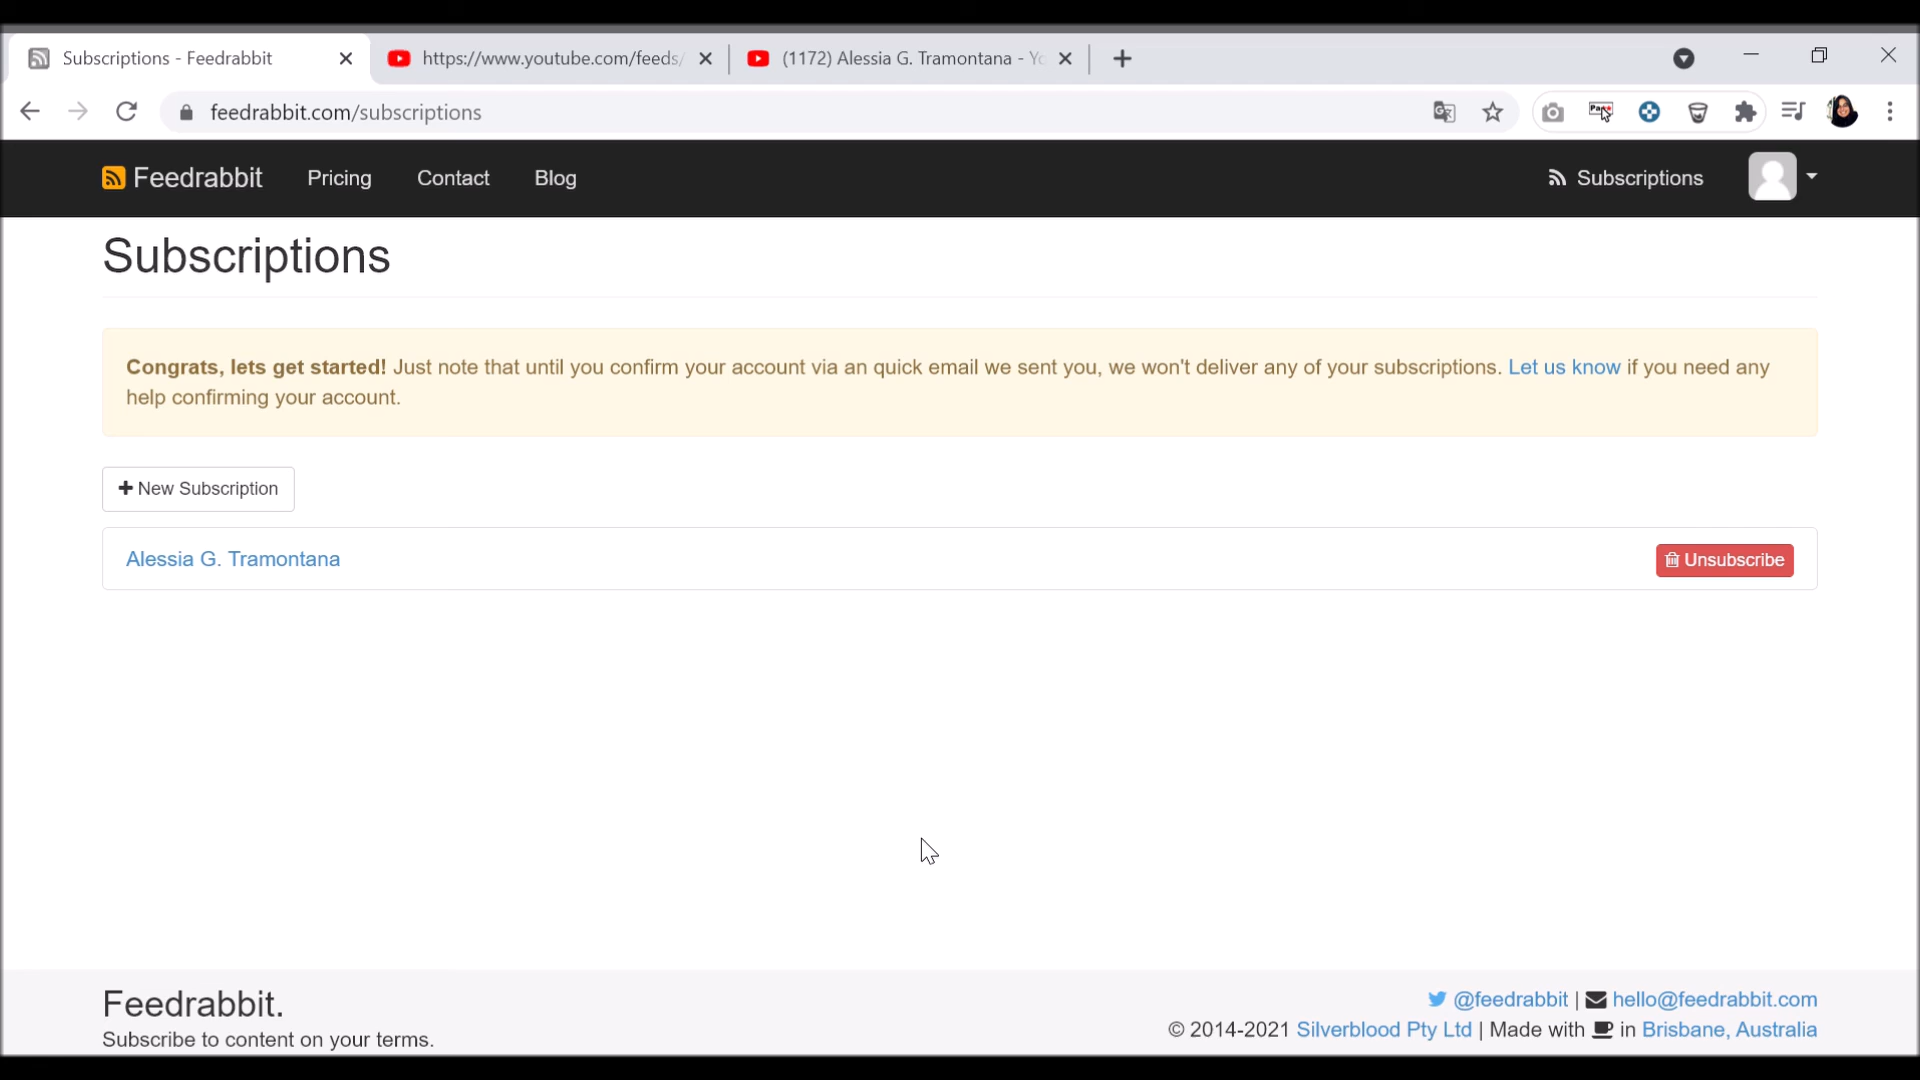 Subscriptions - Feedrabbit
https://www.youtube.com/feeds/
(1172) Alessia G. Tramontana - Yo
feedrabbit.com/subscriptions
Feedrabbit
Pricing
Contact
Blog
Subscriptions
Subscriptions
Congrats, lets get started! Just note that until you confirm your account via an quick email we sent you, we won't deliver any of your subscriptions. Let us know if you need any
help confirming your account.
New Subscription
Alessia G. Tramontana
Unsubscribe
Feedrabbit.
Subscribe to content on your terms.
@feedrabbit | hello@feedrabbit.com
© 2014-2021 Silverblood Pty Ltd | Made with in Brisbane, Australia